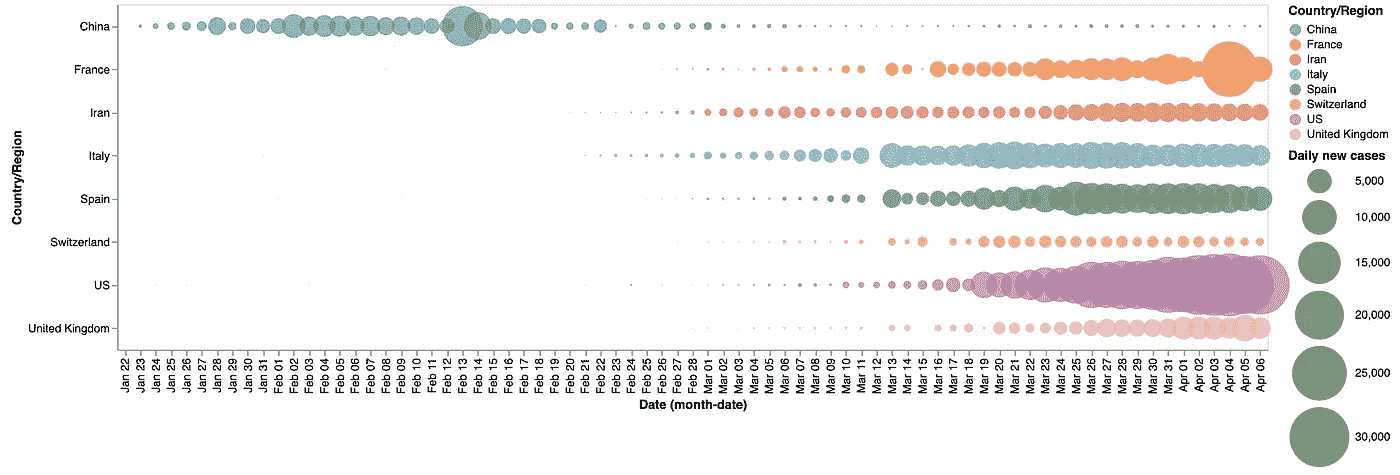 Country/Region
China
France
Iran
Italy
Spain
Switzerland
US
United Kingdom
Jan 22
Jan 23
Jan 24
Jan 25
Jan 26
Jan 27
Jan 28
Jan 29
Jan 30
Jan 31
Feb 01
Feb 02
Feb 03
Feb 04
Feb 05
Feb 06
Feb 07
Feb 08
Feb 09
Feb 10
Feb 11
Feb 12
Feb 13
Feb 14
Feb 15
Feb 16
Feb 17
Feb 18
Feb 19
Feb 20
Feb 21
Feb 22
Feb 23
Feb 24
Feb 25
Feb 26
Feb 27
Feb 28
Mar 01
Mar 02
Mar 03
Mar 04
Mar 05
Mar 06
Mar 07
Mar 08
Mar 09
Mar 10
Mar 11
Mar 12
Mar 13
Mar 14
Mar 15
Mar 16
Mar 17
Mar 18
Mar 19
Mar 20
Mar 21
Mar 22
Mar 23
Mar 24
Mar 25
Mar 26
Mar 27
Mar 28
Mar 29
Mar 30
Mar 31
Apr 01
Apr 02
Apr 03
Apr 04
Apr 05
Apr 06
Date (month-date)
Country/Region
China
France
Iran
Italy
Spain
Switzerland
US
United Kingdom
Daily new cases
5,000
10,000
15,000
20,000
25,000
30,000